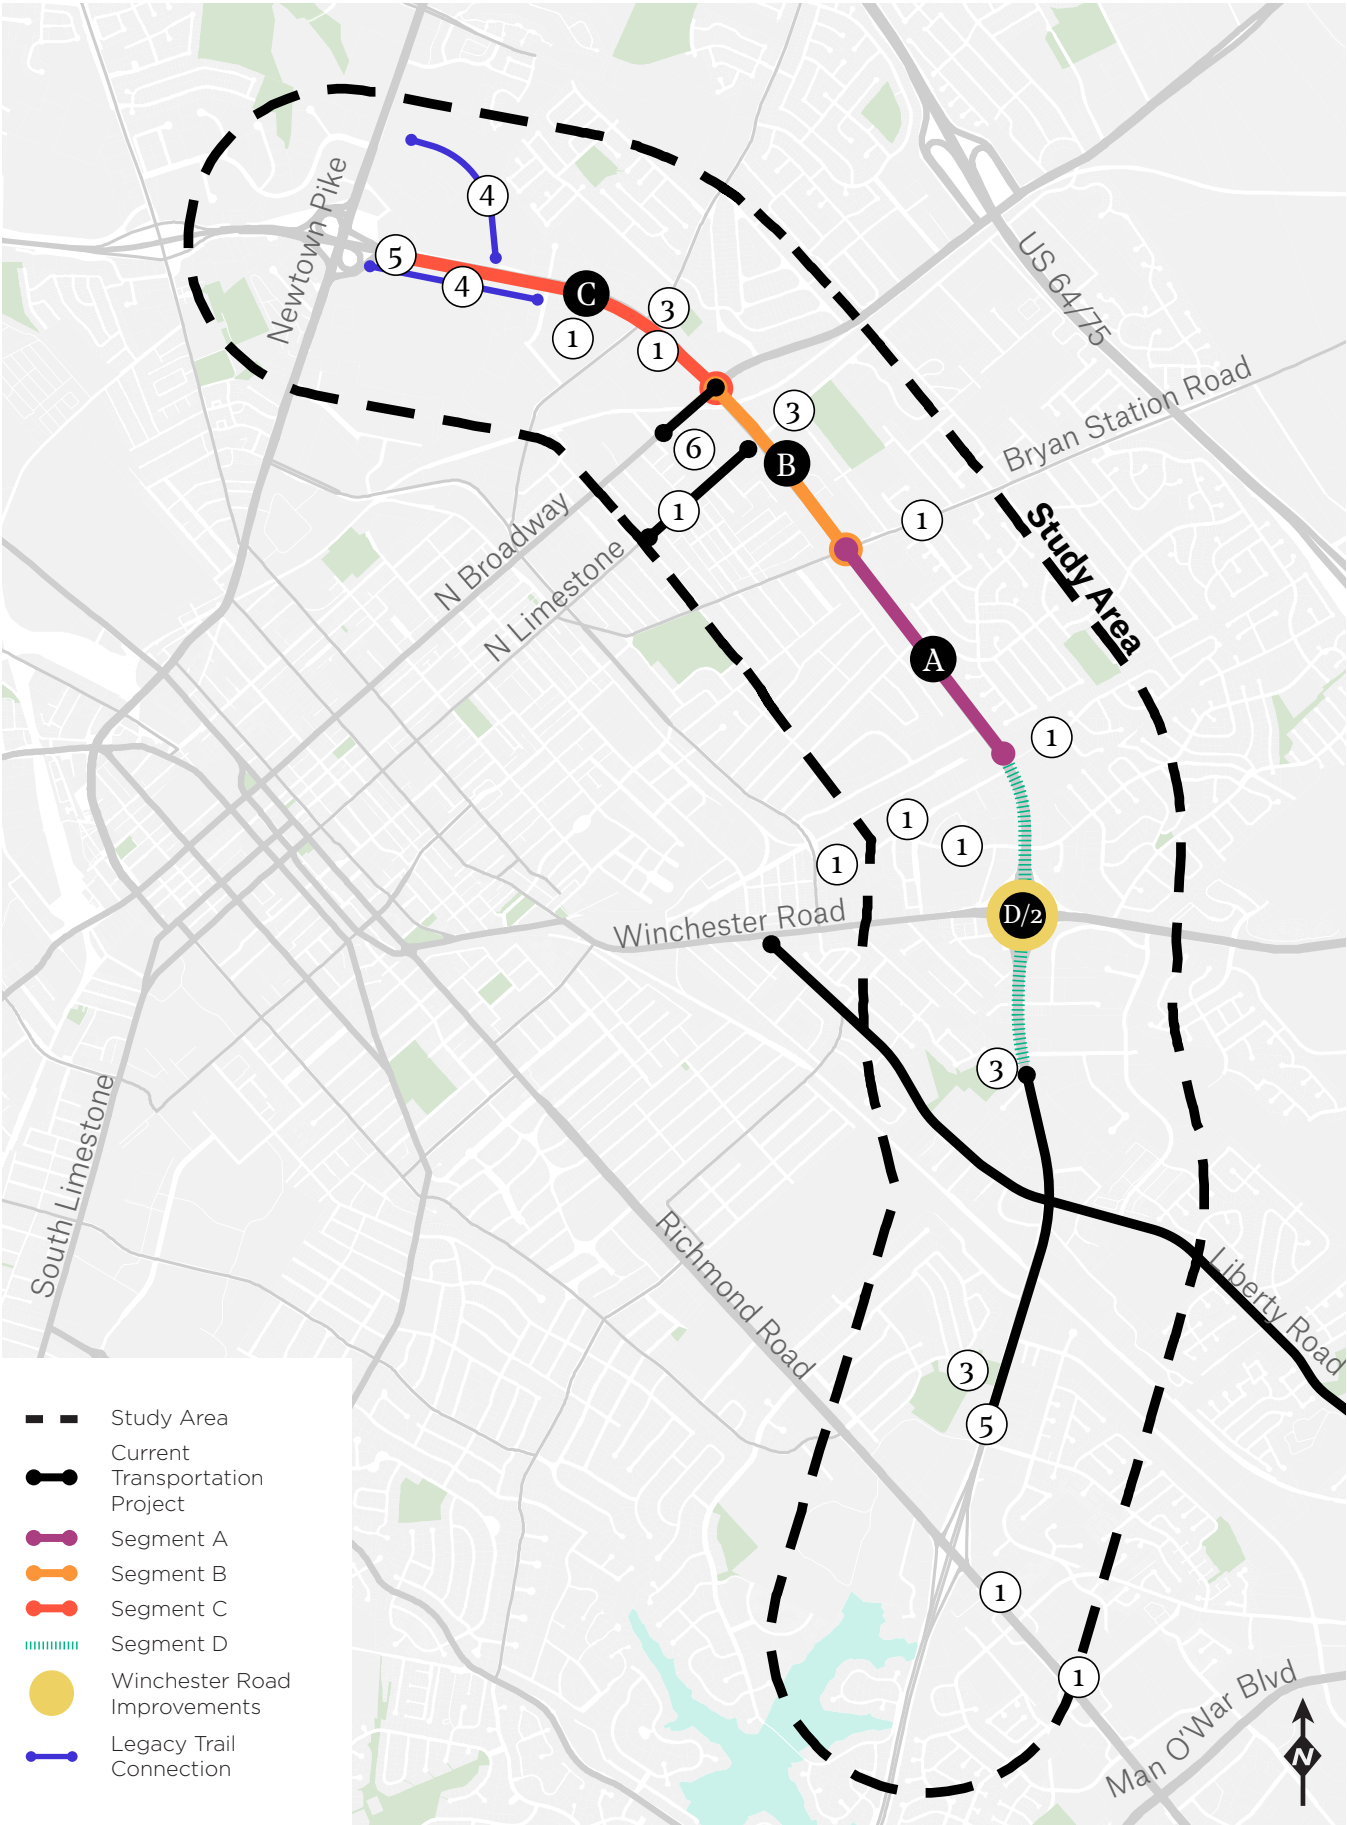 4
Newtown Pike
5
4
C
3
1
1
US 64/75
3
6
B
Bryan Station Road
1
1
N Broadway
N Limestone
Study Area
A
1
1
1
1
Winchester Road
D/2
3
South Limestone
Richmond Road
Liberty Road
3
5
1
1
Man O'War Blvd
N
Study Area
Current
Transportation
Project
Segment A
Segment B
Segment C
Segment D
Winchester Road
Improvements
Legacy Trail
Connection